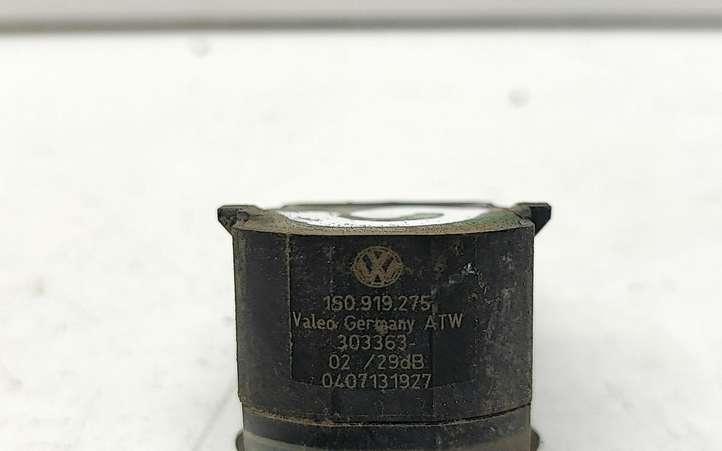 1S0.919.275
Valeo Germany ATW
303363-
02 /29dB
0407131927